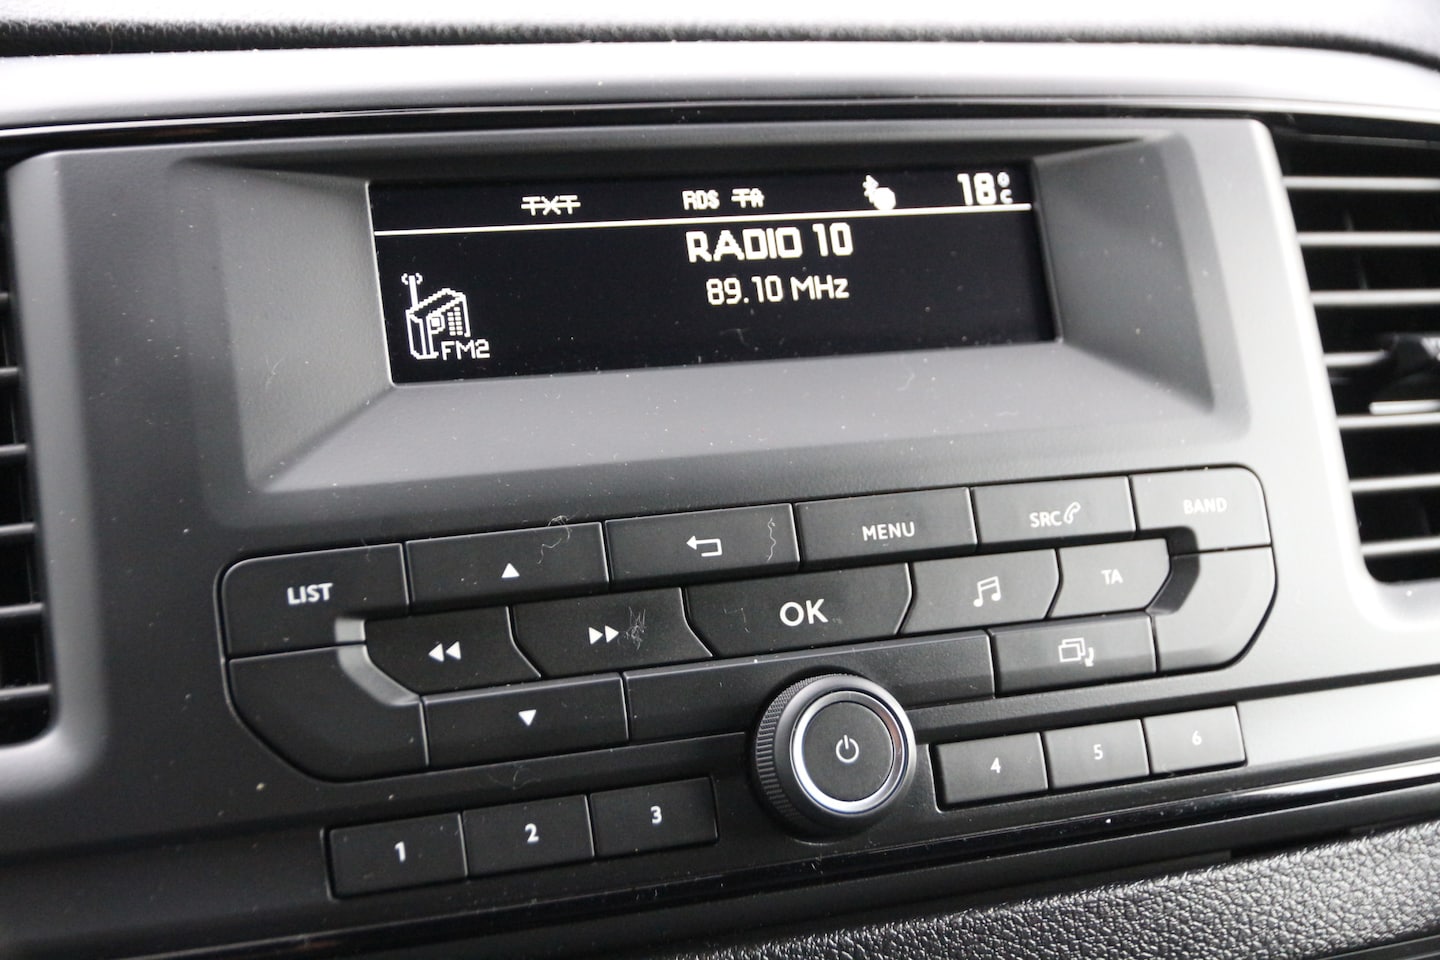 TXT RDS TA 18°C
RADIO 10
89.10 MHz
FM2
LIST MENU SRC BAND
OK TA
1 2 3 4 5 6